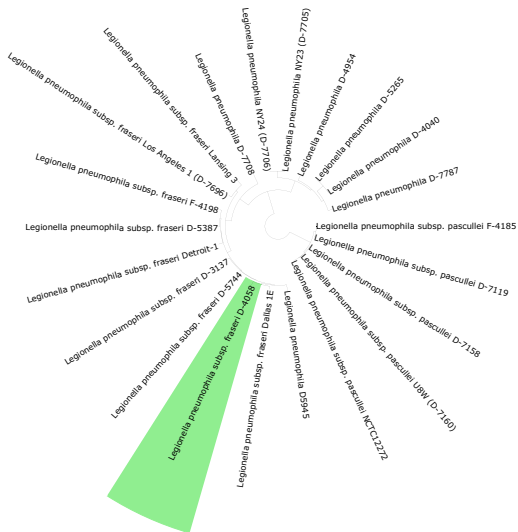 Legionella pneumophila NY23 (D-7705)
Legionella pneumophila D-4954
Legionella pneumophila D-5265
Legionella pneumophila D-4040
Legionella pneumophila D-7787
Legionella pneumophila subsp. pascullei F-4185
Legionella pneumophila subsp. pascullei D-7119
Legionella pneumophila subsp. pascullei D-7158
Legionella pneumophila subsp. pascullei U8W (D-7160)
Legionella pneumophila subsp. pascullei NCTC12272
Legionella pneumophila D5945
Legionella pneumophila subsp. fraseri Dallas 1E
Legionella pneumophila subsp. fraseri D-4058
Legionella pneumophila subsp. fraseri D-5744
Legionella pneumophila subsp. fraseri D-3137
Legionella pneumophila subsp. fraseri Detroit-1
Legionella pneumophila subsp. fraseri D-5387
Legionella pneumophila subsp. fraseri F-4198
Legionella pneumophila subsp. fraseri Los Angeles 1 (D-7696)
Legionella pneumophila subsp. fraseri Lansing 3
Legionella pneumophila D-7708
Legionella pneumophila NY24 (D-7706)